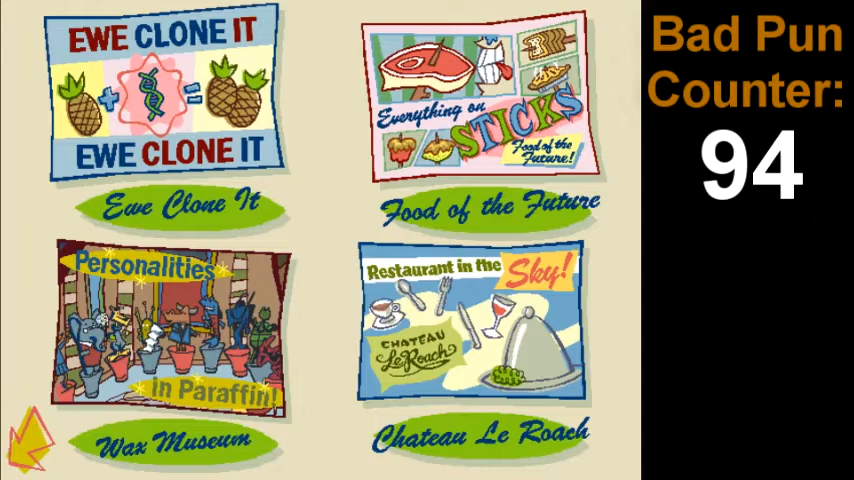 EWE CLONE IT
EWE CLONE IT
Ewe Clone It
Everything on
STICKS
Food of the
Future!
Food of the Future
Personalities
in Paraffin!
Wax Museum
Restaurant in the
Sky!
CHATEAU
LeRoach
Chateau Le Roach
Bad Pun
Counter:
94